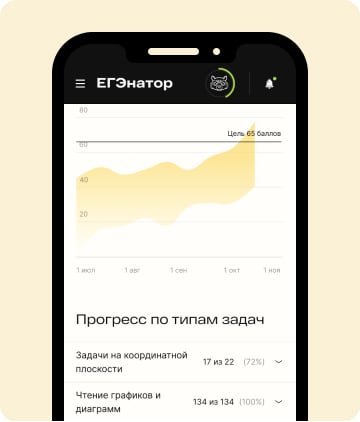 ЕГЭнатор
80
Цель 65 баллов
60
40
20
1 июл 1 авг 1 сен 1 окт 1 ноя
Прогресс по типам задач
Задачи на координатной
плоскости
17 из 22 (72%)
Чтение графиков и
диаграмм
134 из 134 (100%)